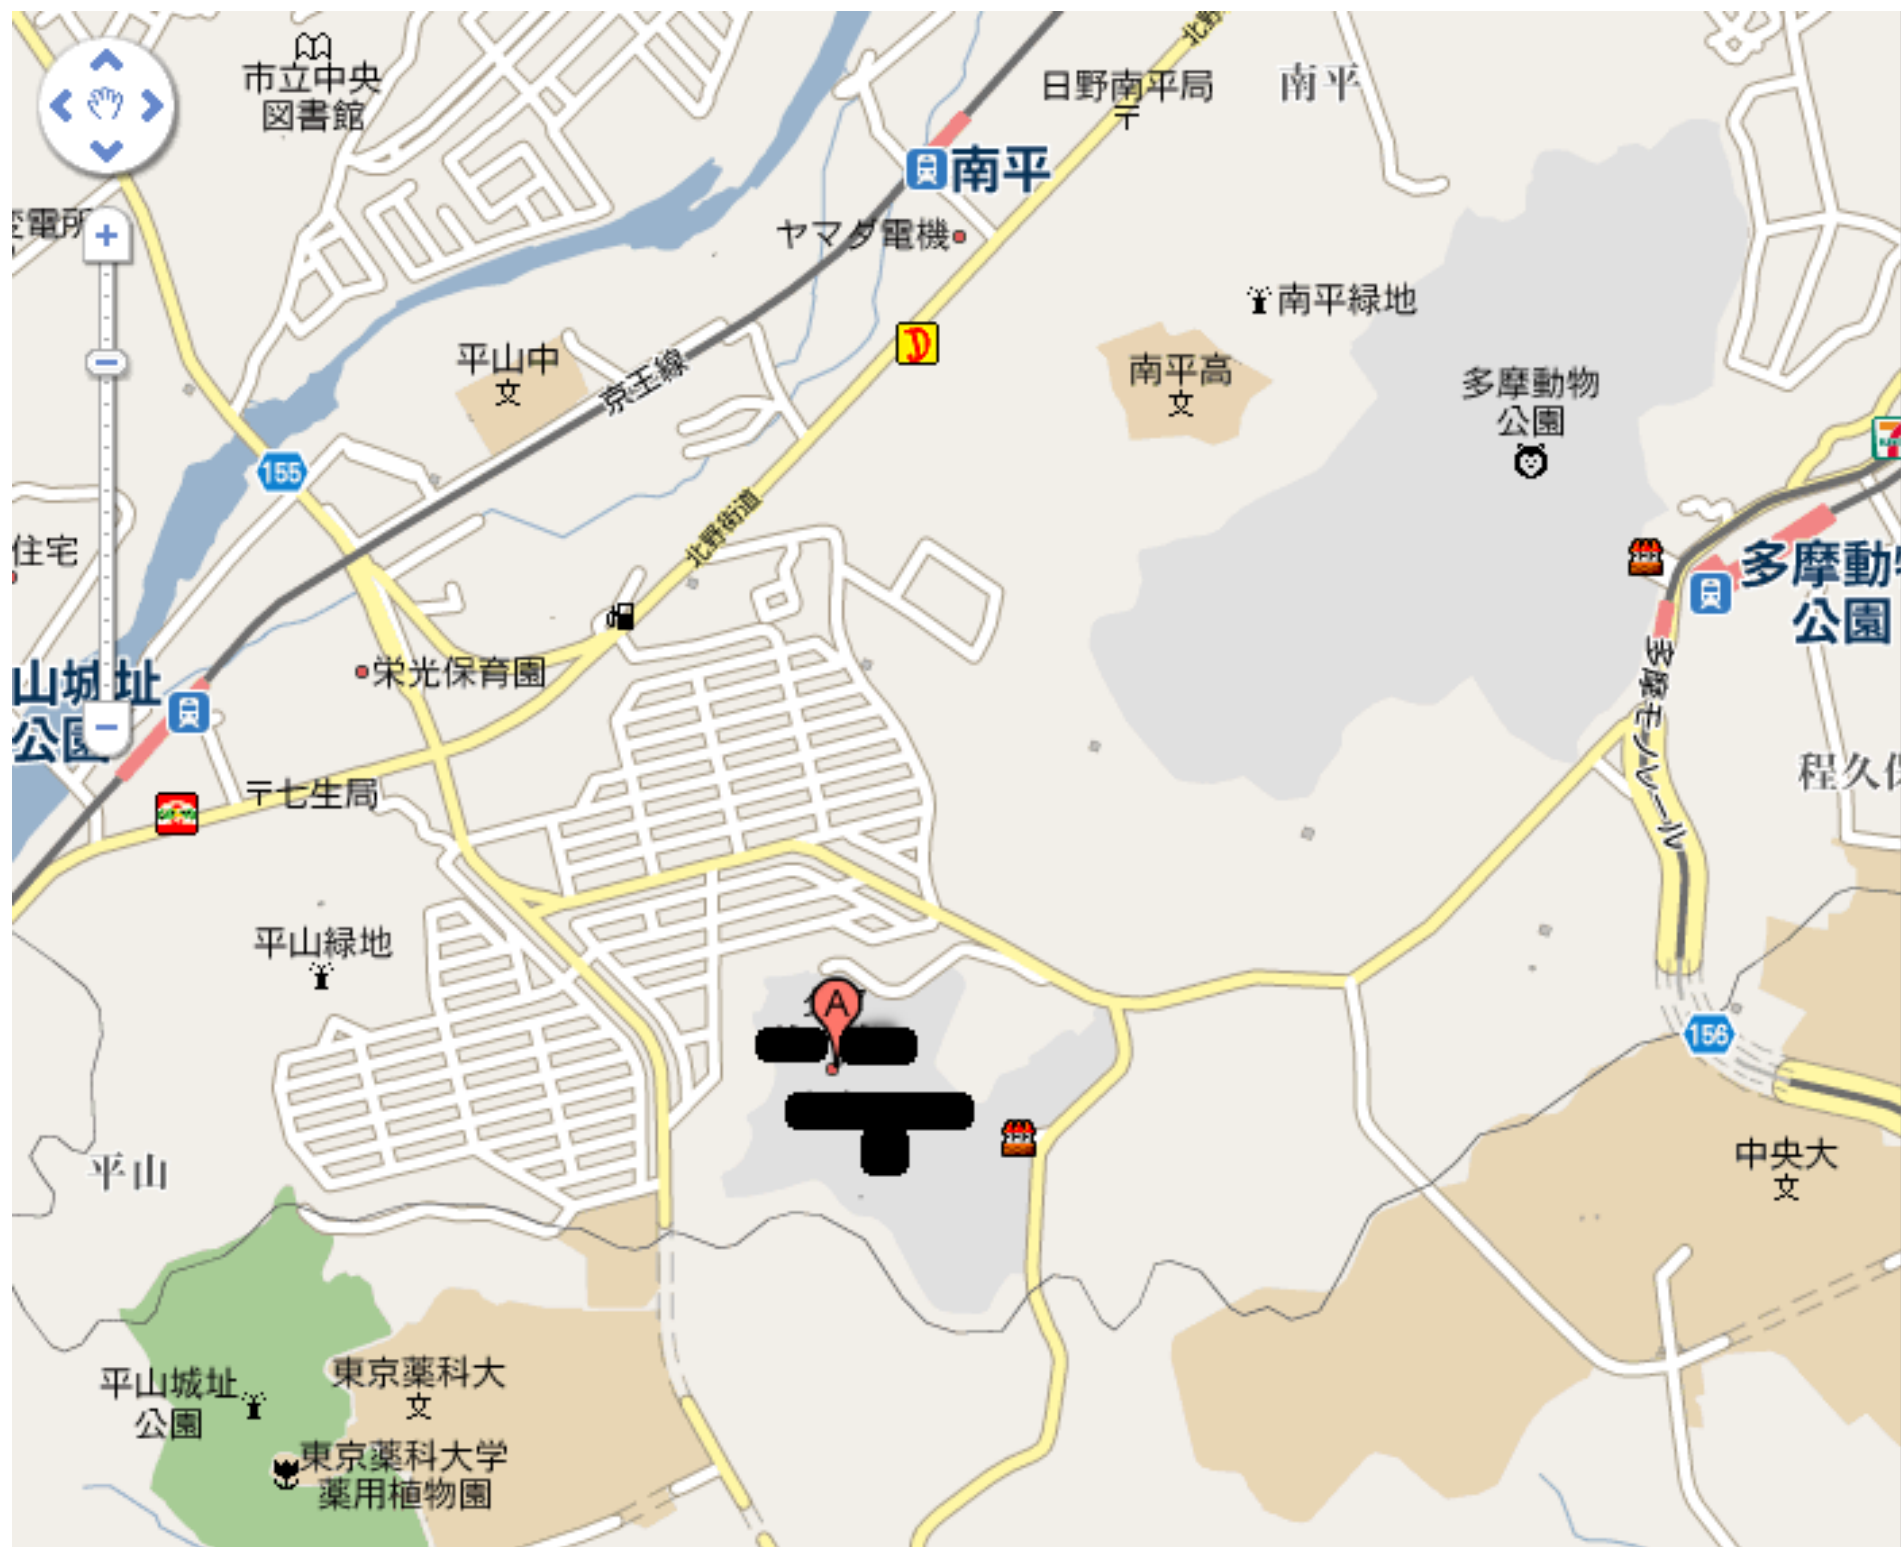 市立中央
図書館
日野南平局
南平
南平
ヤマダ電機
変電所
155
平山中
文
京王線
南平緑地
南平高
文
多摩動物
公園
北野街道
住宅
栄光保育園
山城址
公園
多摩動物
公園
多摩モノレール
七生局
程久保
平山緑地
A
156
平山
中央大
文
東京薬科大
文
平山城址
公園
東京薬科大学
薬用植物園